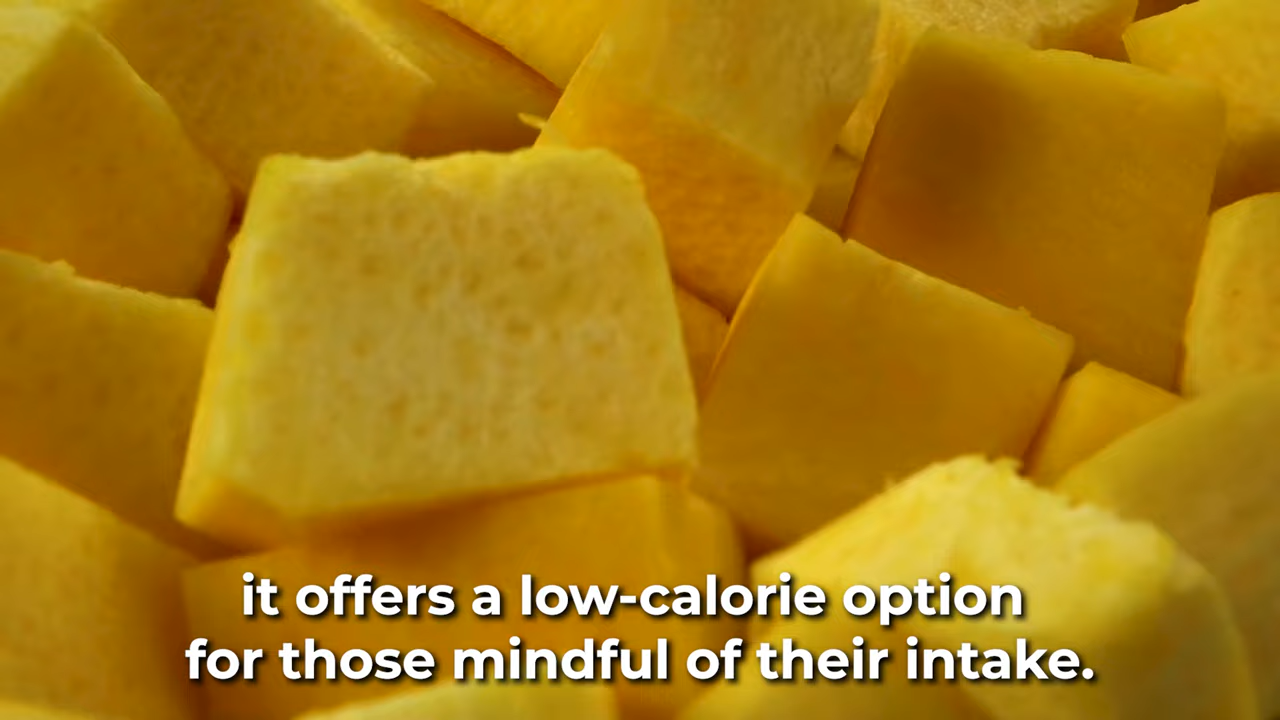 it offers a low-calorie option
for those mindful of their intake.